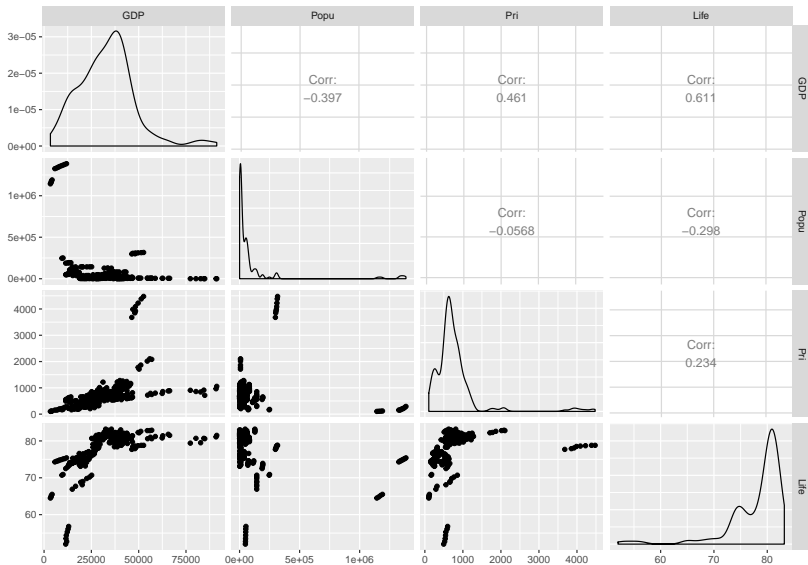 GDP Popu Pri Life
3e−05
2e−05
1e−05
0e+00
Corr:
−0.397
Corr:
0.461
Corr:
0.611
GDP
1e+06
5e+05
0e+00
Corr:
−0.0568
Corr:
−0.298
Popu
4000
3000
2000
1000
0
Corr:
0.234
Pri
80
70
60
Life
0 25000 50000 75000 0e+00 5e+05 1e+06 0 1000 2000 3000 4000 60 70 80